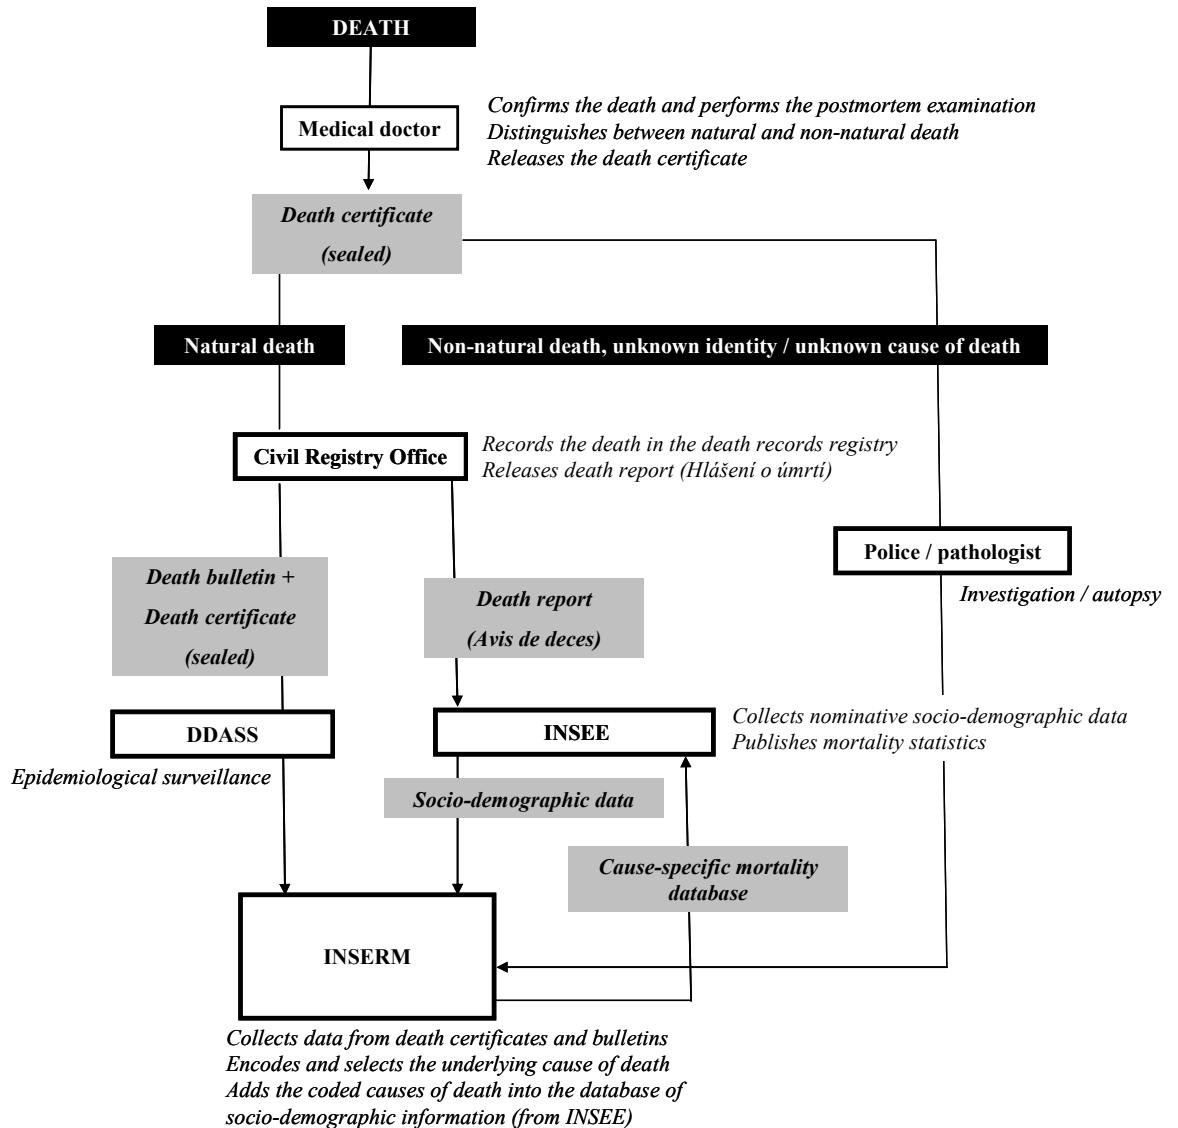 DEATH
Medical doctor
Confirms the death and performs the postmortem examination
Distinguishes between natural and non-natural death
Releases the death certificate
Death certificate
(sealed)
Natural death
Non-natural death, unknown identity / unknown cause of death
Civil Registry Office
Records the death in the death records registry
Releases death report (Hlášení o úmrtí)
Police / pathologist
Investigation / autopsy
Death bulletin +
Death certificate
(sealed)
Death report
(Avis de deces)
DDASS
Epidemiological surveillance
INSEE
Collects nominative socio-demographic data
Publishes mortality statistics
Socio-demographic data
Cause-specific mortality
database
INSERM
Collects data from death certificates and bulletins
Encodes and selects the underlying cause of death
Adds the coded causes of death into the database of
socio-demographic information (from INSEE)